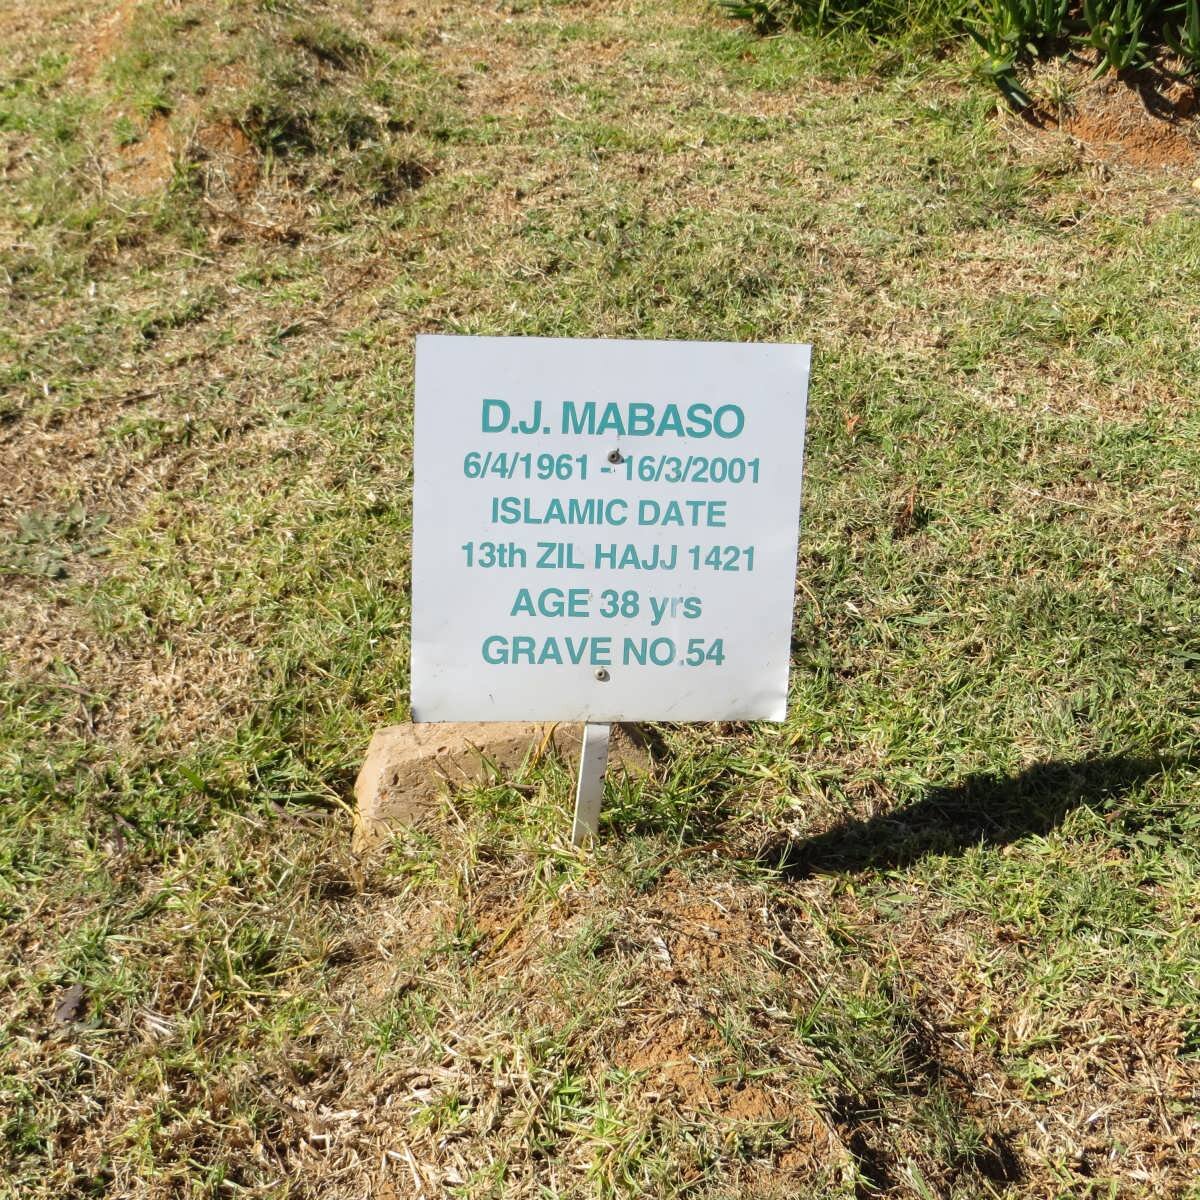 D.J. MABASO
6/4/1961 - 16/3/2001
ISLAMIC DATE
13th ZIL HAJJ 1421
AGE 38 yrs
GRAVE NO.54